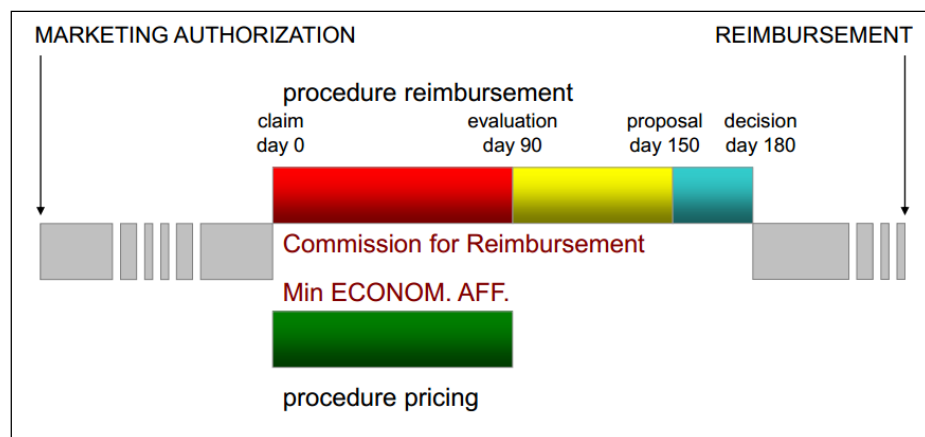 MARKETING AUTHORIZATION
REIMBURSEMENT
procedure reimbursement
claim
day 0
evaluation
day 90
proposal
day 150
decision
day 180
Commission for Reimbursement
Min ECONOM. AFF.
procedure pricing